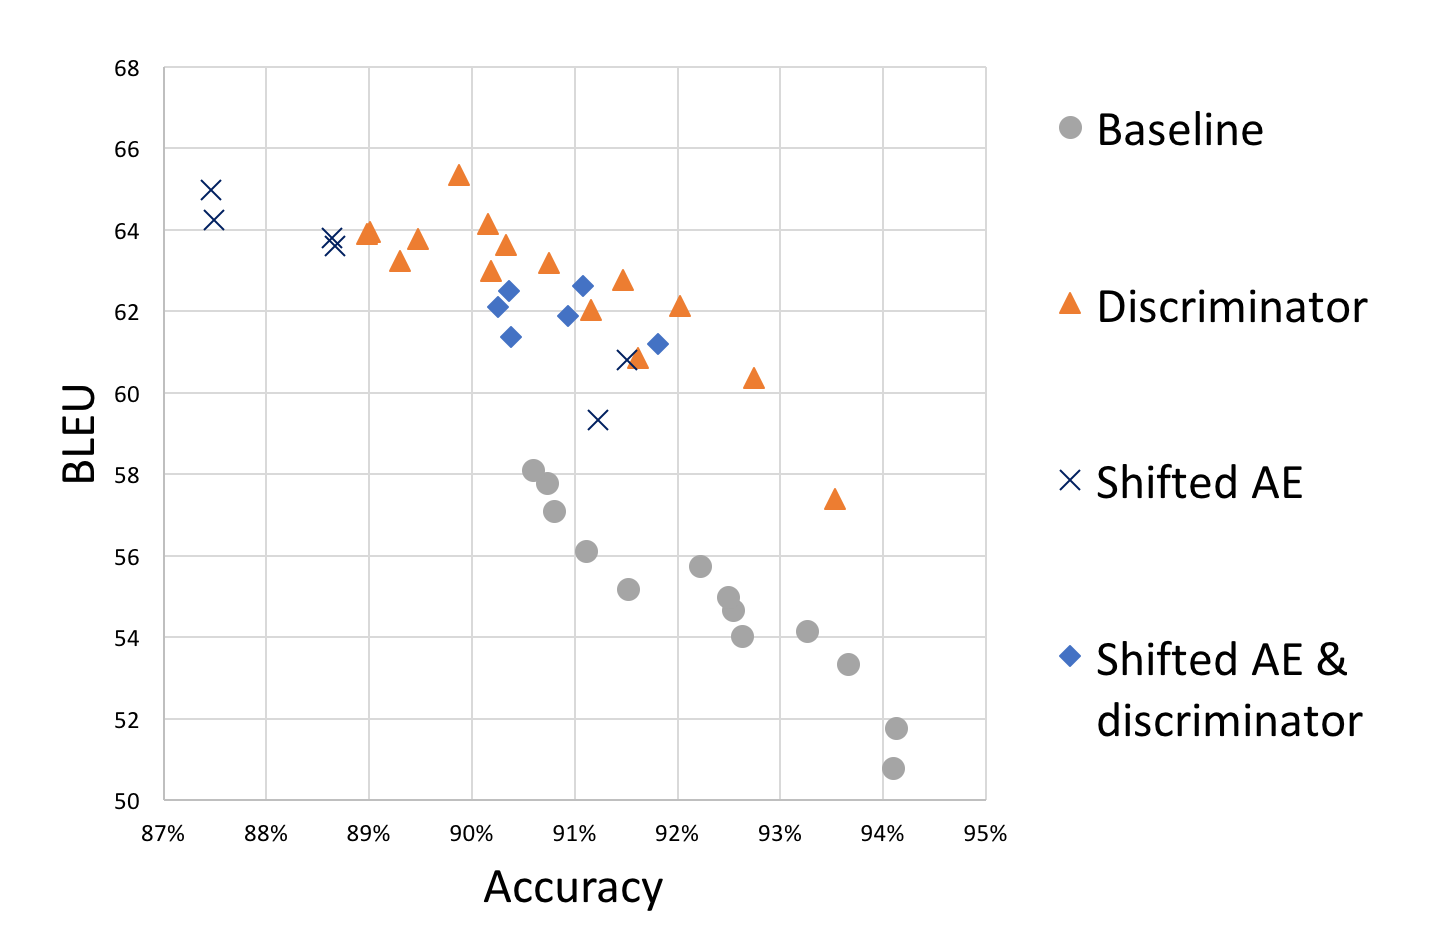 68
66
64
62
60
58
56
54
52
50
87% 88% 89% 90% 91% 92% 93% 94% 95%
BLEU
Accuracy
Baseline
Discriminator
Shifted AE
Shifted AE &
discriminator